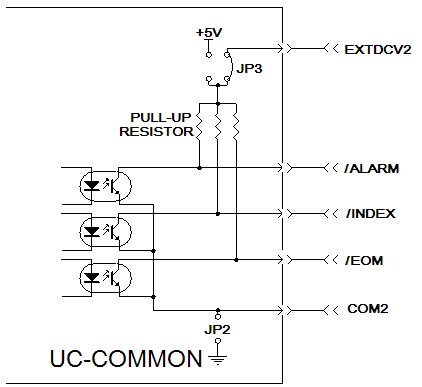 +5V
EXTDCV2
JP3
PULL-UP
RESISTOR
/ALARM
/INDEX
/EOM
COM2
JP2
UC-COMMON